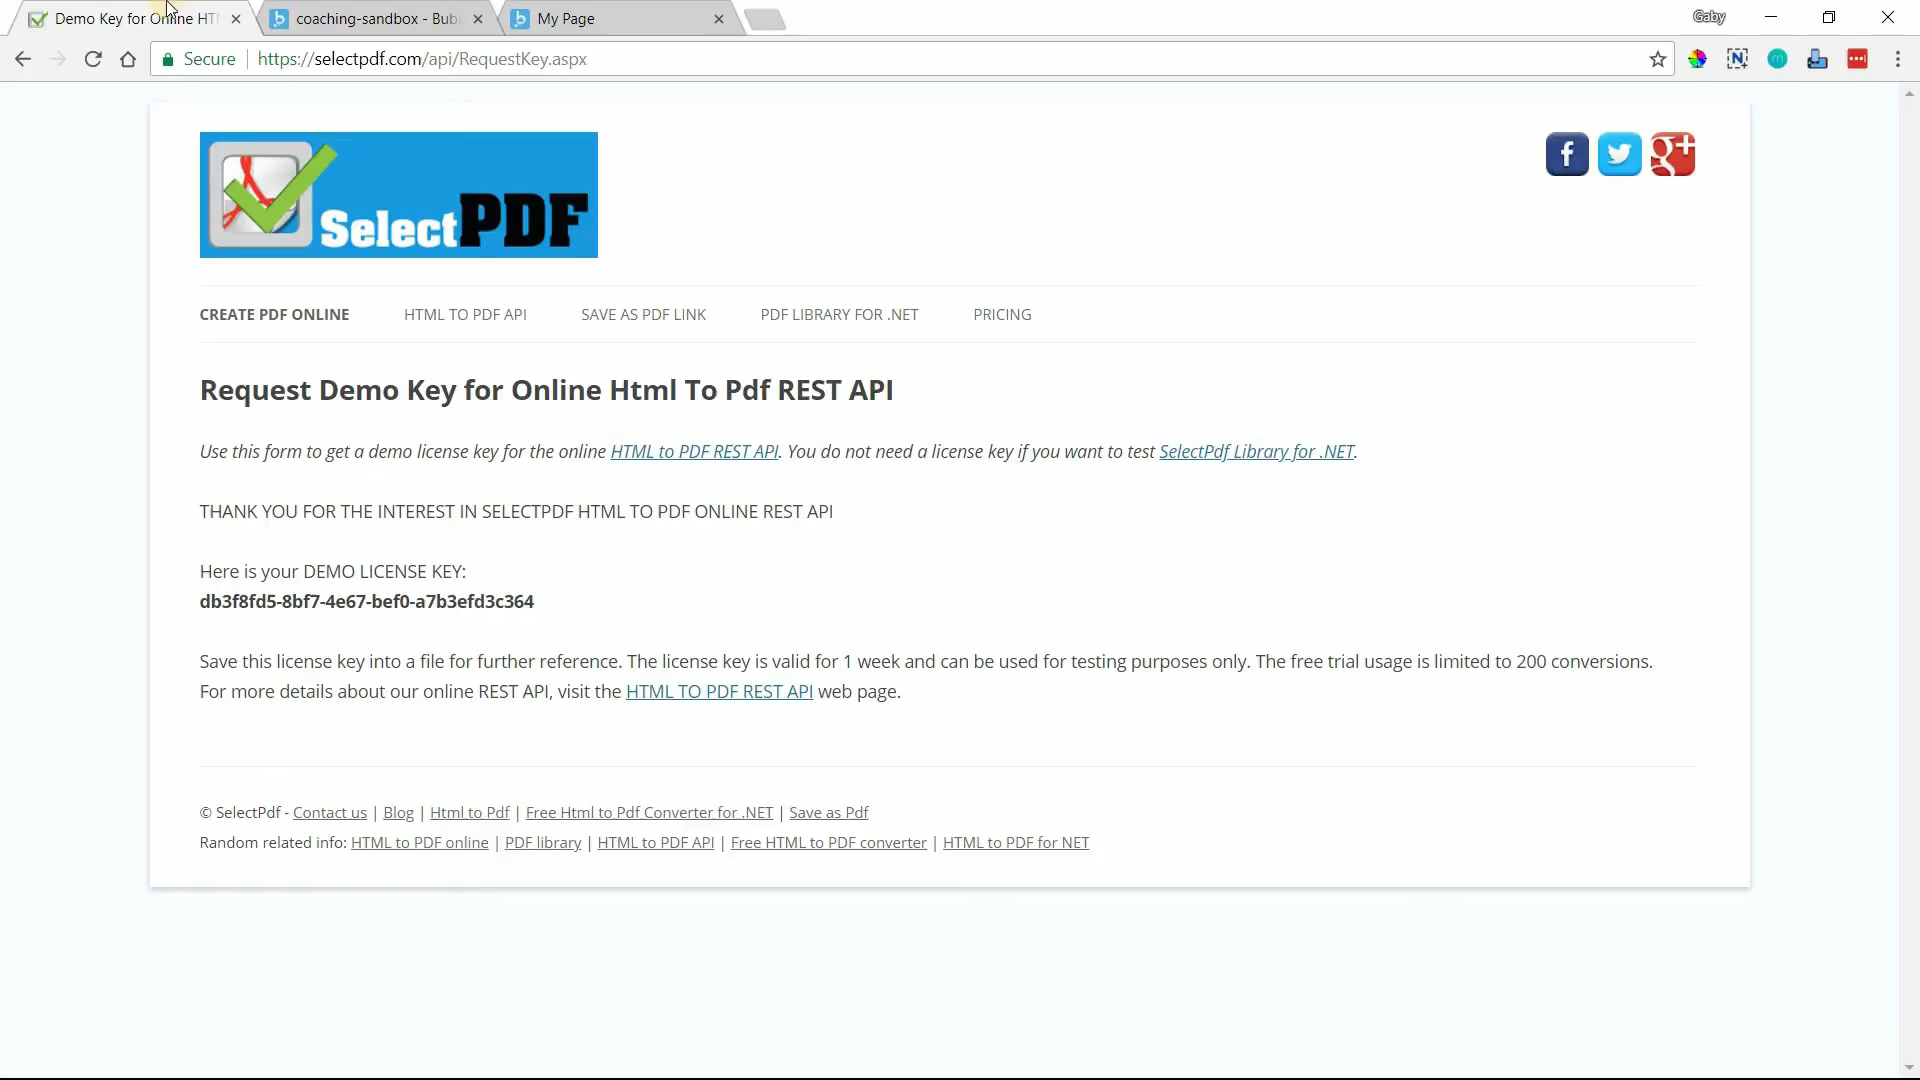 Demo Key for Online HT
coaching-sandbox - Bub
My Page
Gaby
Secure
https://selectpdf.com/api/RequestKey.aspx
N
m
SelectPDF
f
g+
CREATE PDF ONLINE
HTML TO PDF API
SAVE AS PDF LINK
PDF LIBRARY FOR .NET
PRICING
Request Demo Key for Online Html To Pdf REST API
Use this form to get a demo license key for the online HTML to PDF REST API. You do not need a license key if you want to test SelectPdf Library for .NET.
THANK YOU FOR THE INTEREST IN SELECTPDF HTML TO PDF ONLINE REST API
Here is your DEMO LICENSE KEY:
db3f8fd5-8bf7-4e67-bef0-a7b3efd3c364
Save this license key into a file for further reference. The license key is valid for 1 week and can be used for testing purposes only. The free trial usage is limited to 200 conversions.
For more details about our online REST API, visit the HTML TO PDF REST API web page.
© SelectPdf - Contact us | Blog | Html to Pdf | Free Html to Pdf Converter for .NET | Save as Pdf
Random related info: HTML to PDF online | PDF library | HTML to PDF API | Free HTML to PDF converter | HTML to PDF for NET